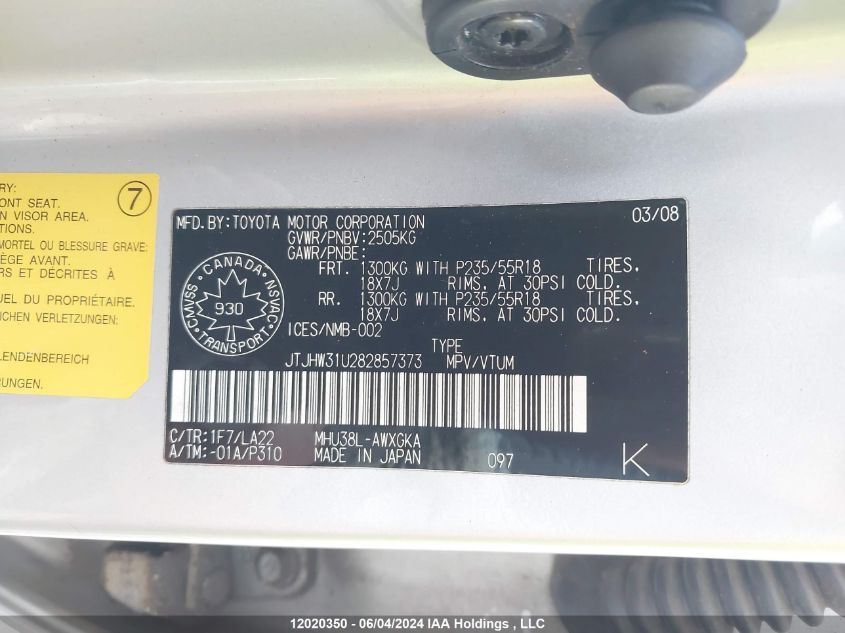 RY:
ONT SEAT.
N VISOR AREA.
CTIONS.
7
MORTEL OU BLESSURE GRAVE:
IÈGE AVANT.
RS ET DÉCRITES À
UEL DU PROPRIÉTAIRE.
ICHEN VERLETZUNGEN:
LENDENBEREICH
RUNGEN.
MFD.BY:TOYOTA MOTOR CORPORATION 03/08
GVWR/PNBV:2505KG
GAWR/PNBE:
FRT. 1300KG WITH P235/55R18 TIRES,
18X7J RIMS, AT 30PSI COLD.
RR. 1300KG WITH P235/55R18 TIRES,
18X7J RIMS, AT 30PSI COLD.
CANADA
CMVSS 930 NSVAC
TRANSPORT
ICES/NMB-002
TYPE
JTJHW31U282857373 MPV/VTUM
C/TR:1F7/LA22 MHU38L-AWXGKA
A/TM:-01A/P310 MADE IN JAPAN 097 K
12020350 - 06/04/2024 IAA Holdings, LLC